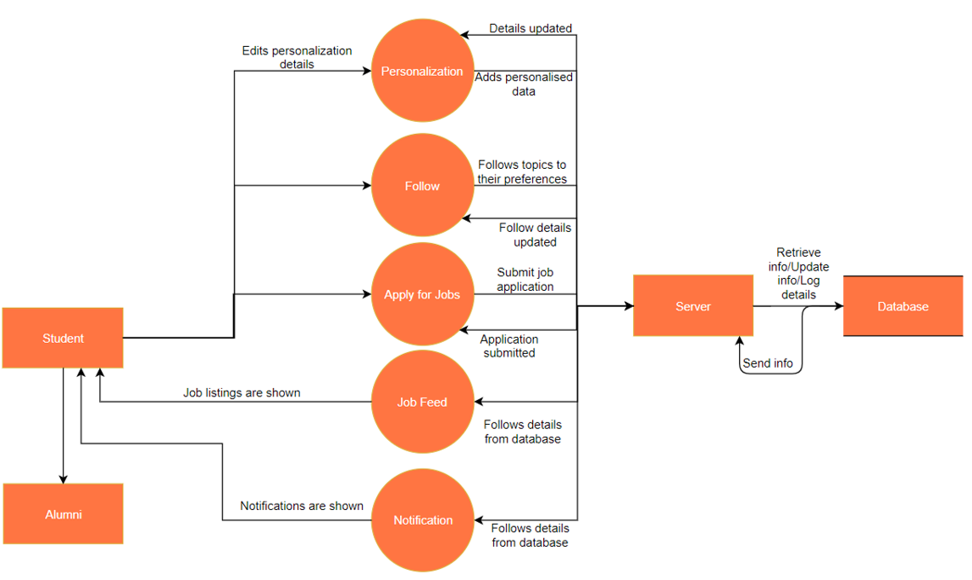 Details updated
Edits personalization
details
Personalization
Adds personalised
data
Follows topics to
their preferences
Follow
Follow details
updated
Retrieve
info/Update
info/Log
details
Submit job
application
Apply for Jobs
Server
Database
Student
Application
submitted
Send info
Job listings are shown
Job Feed
Follows details
from database
Notifications are shown
Alumni
Notification
Follows details
from database